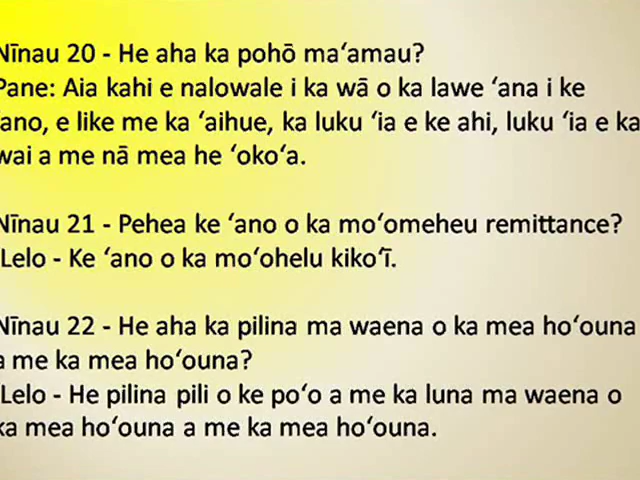 Nīnau 20 - He aha ka pohō maʻamau?
Pane: Aia kahi e nalowale i ka wā o ka lawe ʻana i ke
ʻano, e like me ka ʻaihue, ka luku ʻia e ke ahi, luku ʻia e ka
wai a me nā mea he ʻokoʻa.
Nīnau 21 - Pehea ke ʻano o ka moʻomeheu remittance?
Lelo - Ke ʻano o ka moʻohelu kikoʻī.
Nīnau 22 - He aha ka pilina ma waena o ka mea hoʻouna
a me ka mea hoʻouna?
Lelo - He pilina pili o ke poʻo a me ka luna ma waena o
ka mea hoʻouna a me ka mea hoʻouna.